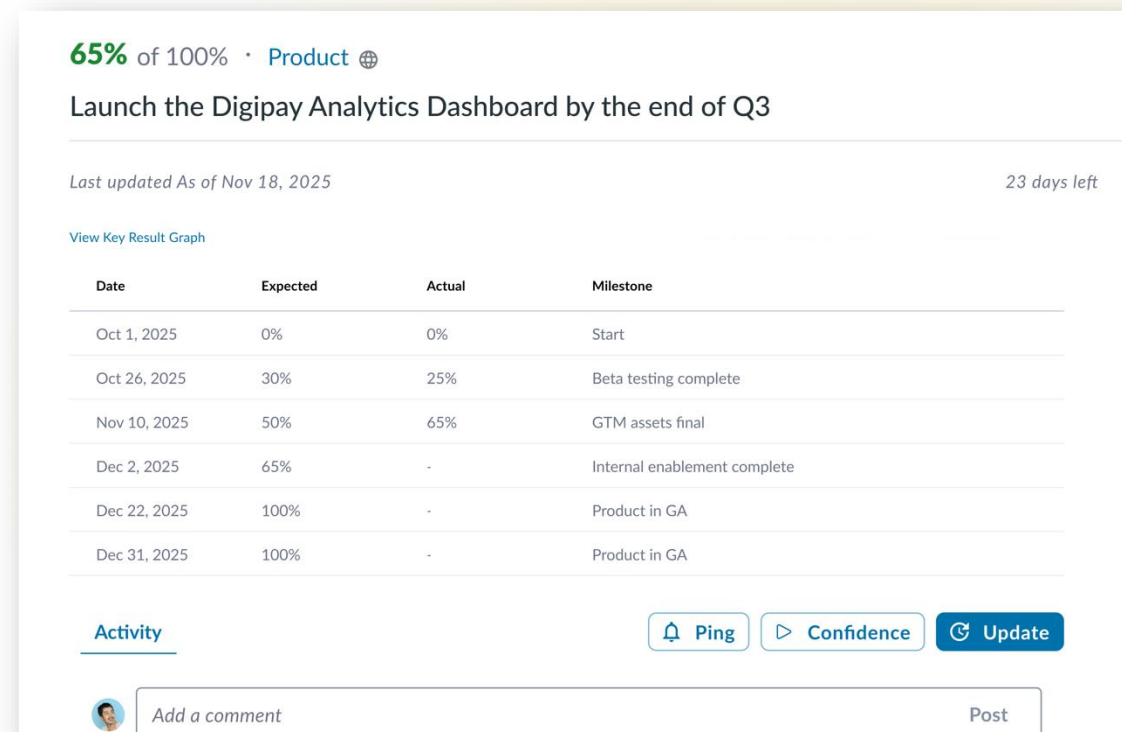 65% of 100% · Product
Launch the Digipay Analytics Dashboard by the end of Q3
Last updated As of Nov 18, 2025 23 days left
View Key Result Graph
Date Expected Actual Milestone
Oct 1, 2025 0% 0% Start
Oct 26, 2025 30% 25% Beta testing complete
Nov 10, 2025 50% 65% GTM assets final
Dec 2, 2025 65% - Internal enablement complete
Dec 22, 2025 100% - Product in GA
Dec 31, 2025 100% - Product in GA
Activity Ping Confidence Update
Add a comment Post